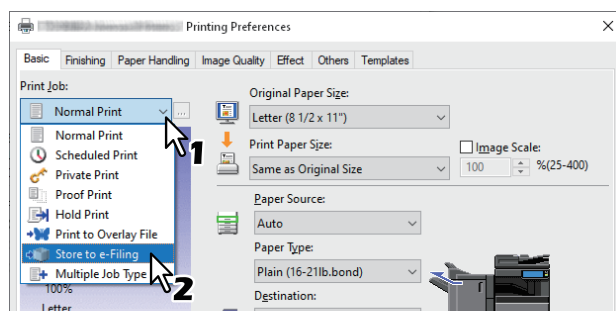 Printing Preferences
Basic Finishing Paper Handling Image Quality Effect Others Templates
Print Job:
Normal Print
...
Normal Print
Scheduled Print
Private Print
Proof Print
Hold Print
Print to Overlay File
Store to e-Filing
Multiple Job Type
100%
Letter
1
2
Original Paper Size:
Letter (8 1/2 x 11")
Print Paper Size:
Same as Original Size
Image Scale:
100 %(25-400)
Paper Source:
Auto
Paper Type:
Plain (16-21lb.bond)
Destination: